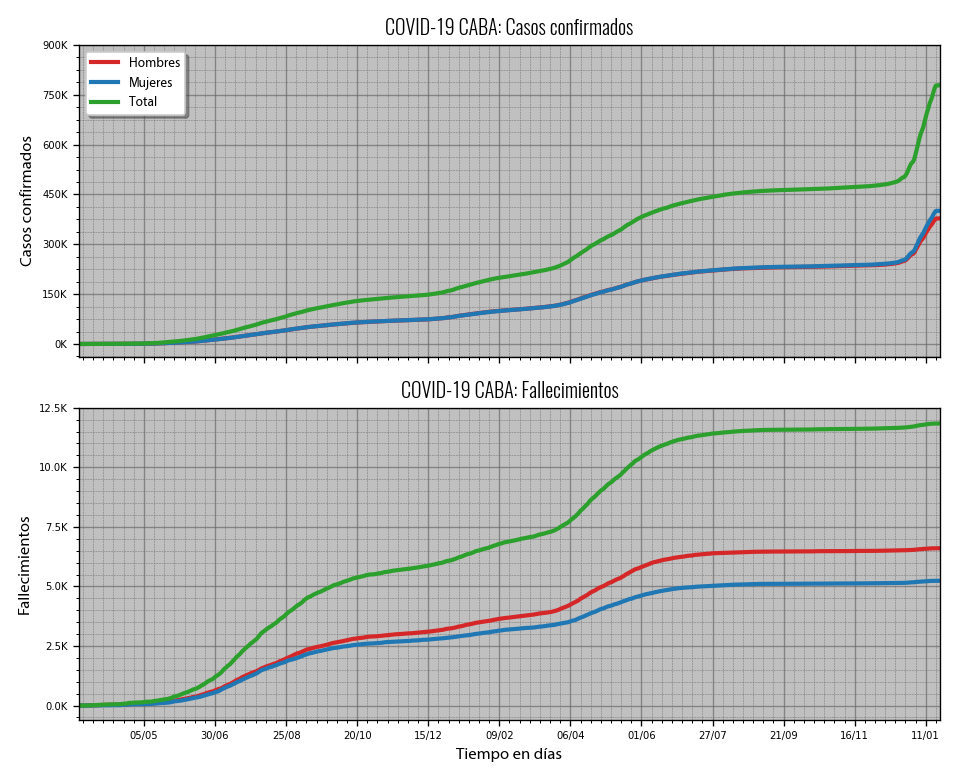 COVID-19 CABA: Casos confirmados
900K
750K
600K
450K
300K
150K
0K
Casos confirmados
Hombres
Mujeres
Total
COVID-19 CABA: Fallecimientos
12.5K
10.0K
7.5K
5.0K
2.5K
0.0K
Fallecimientos
05/05 30/06 25/08 20/10 15/12 09/02 06/04 01/06 27/07 21/09 16/11 11/01
Tiempo en días